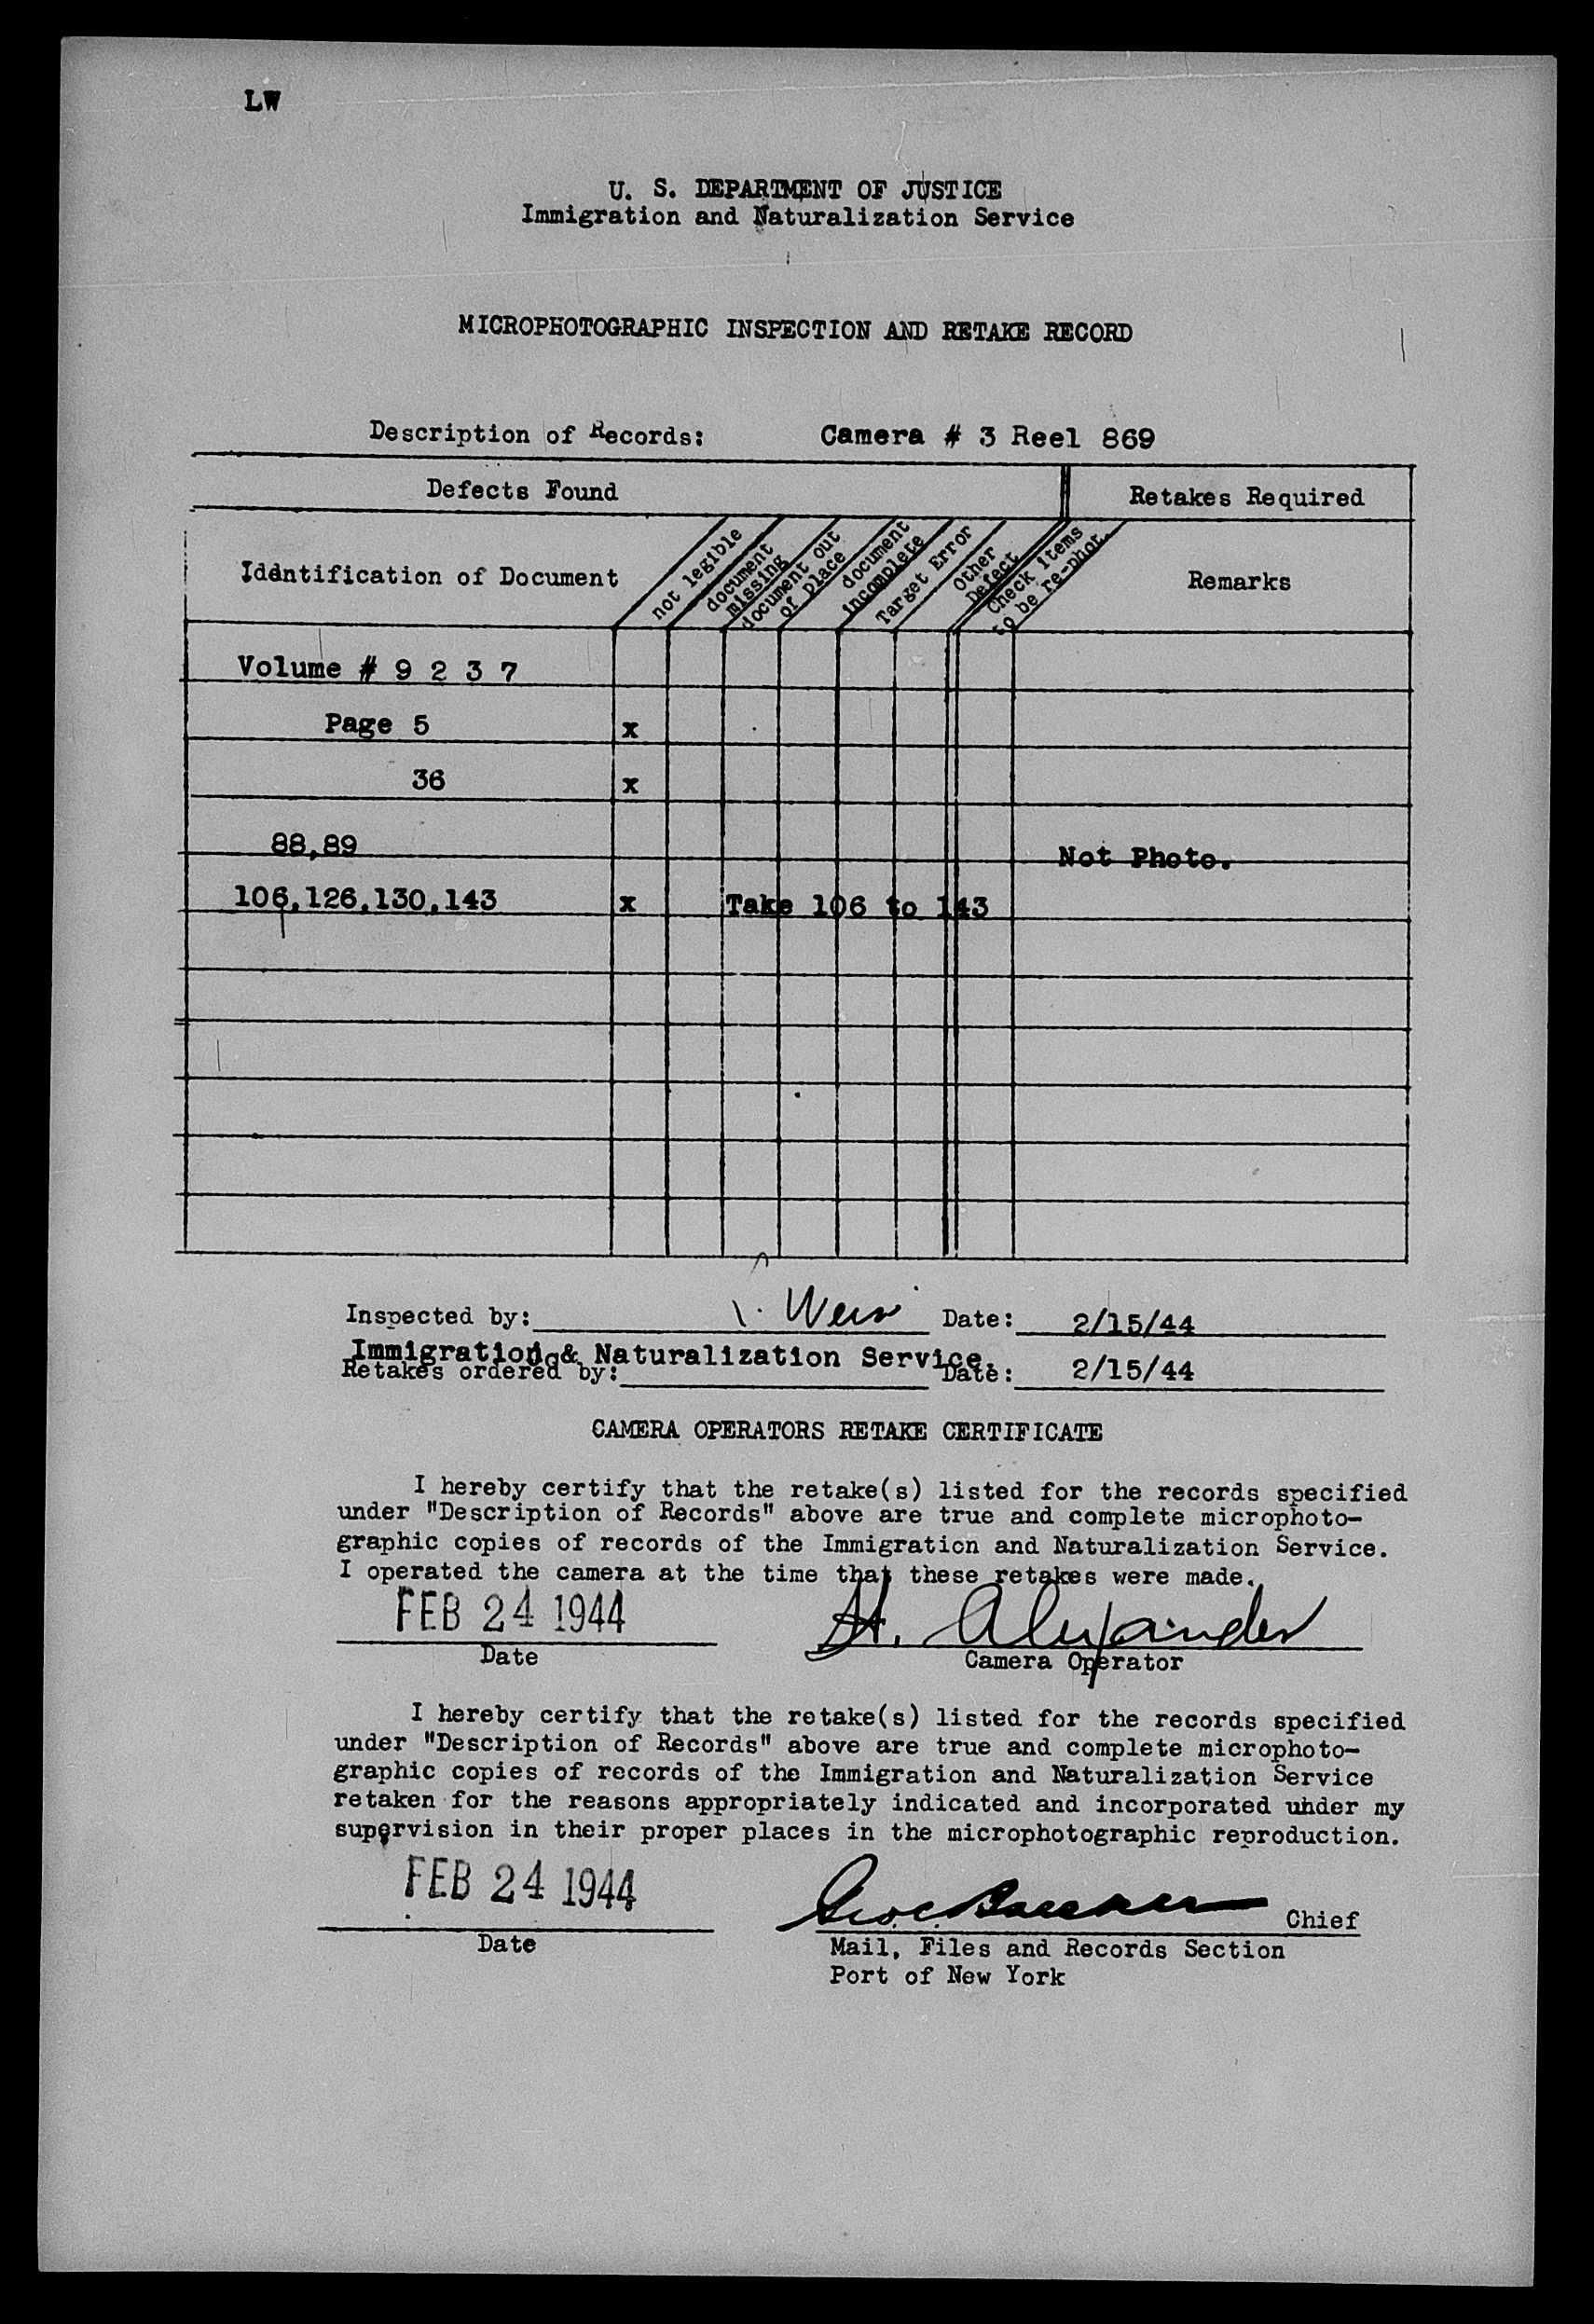 LW
U. S. DEPARTMENT OF JUSTICE
Immigration and Naturalization Service
MICROPHOTOGRAPHIC INSPECTION AND RETAKE RECORD
Description of Records: Camera # 3 Reel 869
Defects Found
Retakes Required
Iddntification of Document
not legible
document missing
document out of place
document incomplete
Target Error
Other Defect
Check items to be re-phot.
Remarks
Volume # 9 2 3 7
Page 5 x
36 x
88,89 Not Photo.
106,126,130,143 x Take 106 to 143
Inspected by: Date: 2/15/44
Immigration & Naturalization Service.
Retakes ordered by: Date: 2/15/44
CAMERA OPERATORS RETAKE CERTIFICATE
I hereby certify that the retake(s) listed for the records specified
under "Description of Records" above are true and complete microphoto-
graphic copies of records of the Immigration and Naturalization Service.
I operated the camera at the time that these retakes were made.
FEB 24 1944 H. Alexander
Date Camera Operator
I hereby certify that the retake(s) listed for the records specified
under "Description of Records" above are true and complete microphoto-
graphic copies of records of the Immigration and Naturalization Service
retaken for the reasons appropriately indicated and incorporated under my
supervision in their proper places in the microphotographic reproduction.
FEB 24 1944
Chief
Date Mail, Files and Records Section
Port of New York